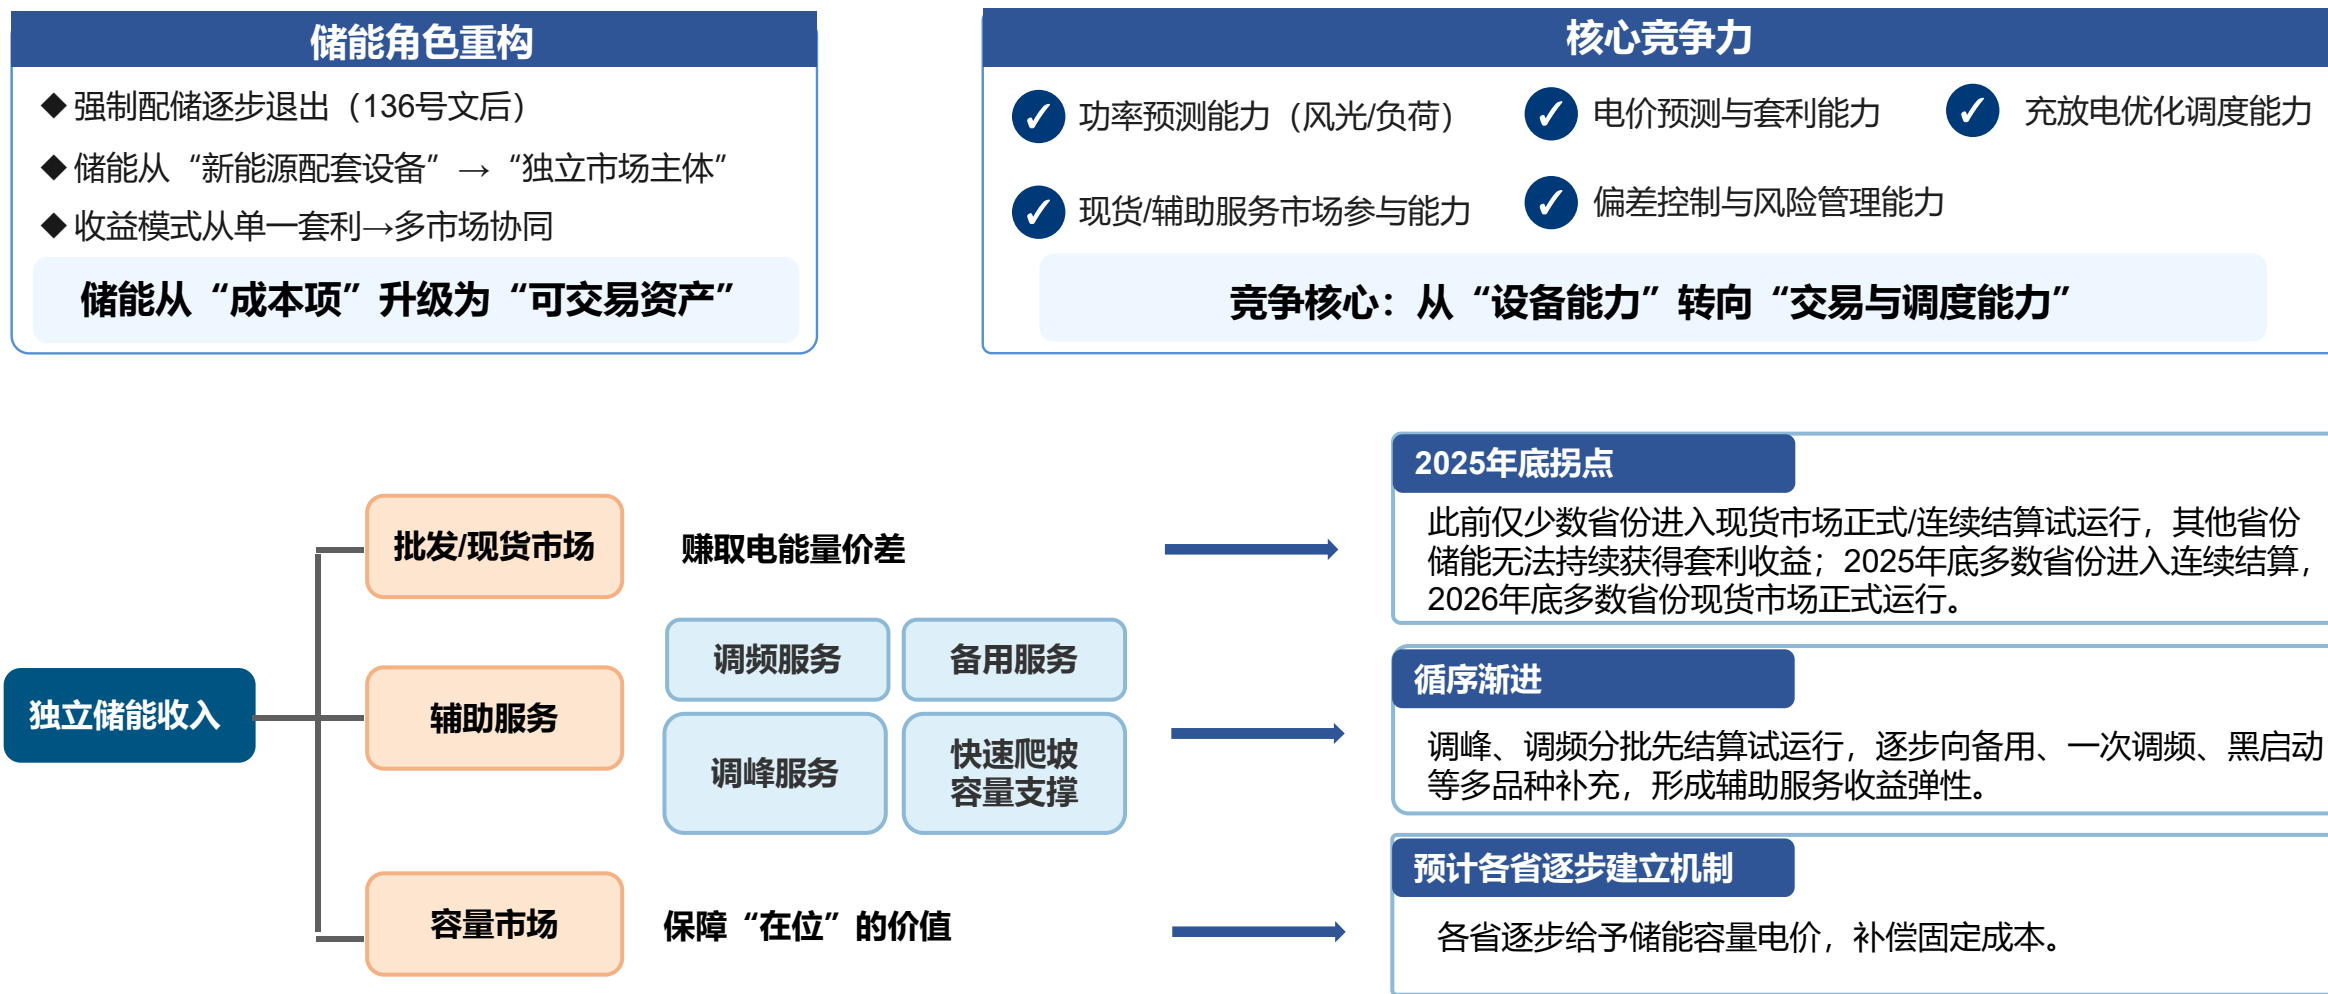 储能角色重构
◆ 强制配储逐步退出（136号文后）
◆ 储能从“新能源配套设备”→“独立市场主体”
◆ 收益模式从单一套利→多市场协同
储能从“成本项”升级为“可交易资产”
核心竞争力
✓ 功率预测能力（风光/负荷）
✓ 电价预测与套利能力
✓ 充放电优化调度能力
✓ 现货/辅助服务市场参与能力
✓ 偏差控制与风险管理能力
竞争核心：从“设备能力”转向“交易与调度能力”
独立储能收入
批发/现货市场
赚取电能量价差
2025年底拐点
此前仅少数省份进入现货市场正式/连续结算试运行，其他省份
储能无法持续获得套利收益；2025年底多数省份进入连续结算，
2026年底多数省份现货市场正式运行。
辅助服务
调频服务
备用服务
调峰服务
快速爬坡
容量支撑
循序渐进
调峰、调频分批先结算试运行，逐步向备用、一次调频、黑启动
等多品种补充，形成辅助服务收益弹性。
容量市场
保障“在位”的价值
预计各省逐步建立机制
各省逐步给予储能容量电价，补偿固定成本。